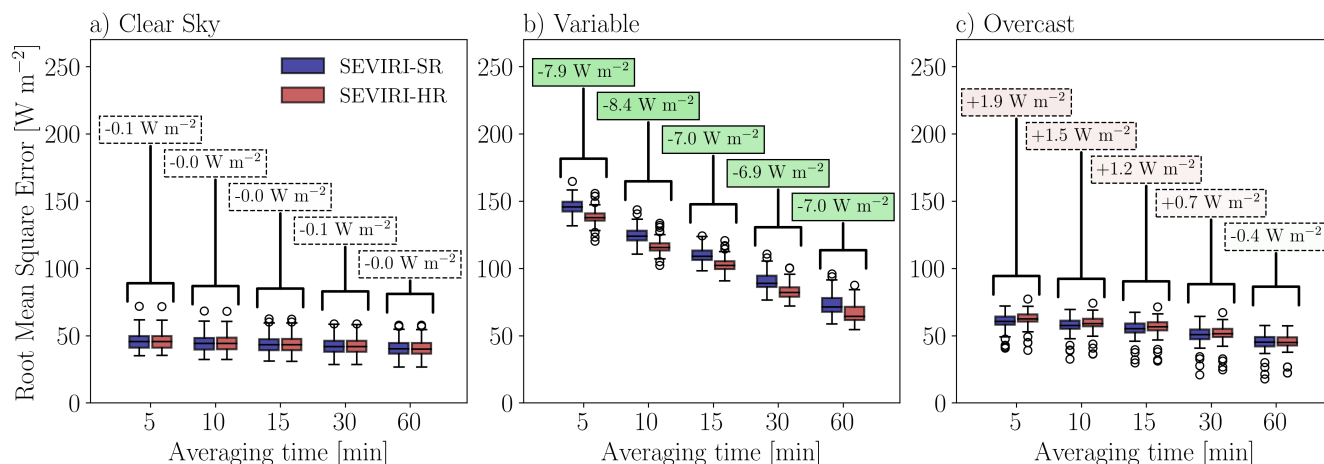 a) Clear Sky
b) Variable
c) Overcast
Root Mean Square Error [W m−2]
250
200
150
100
50
0
SEVIRI-SR
SEVIRI-HR
-0.1 W m−2
-0.0 W m−2
-0.0 W m−2
-0.1 W m−2
-0.0 W m−2
5 10 15 30 60
Averaging time [min]
250
200
150
100
50
0
-7.9 W m−2
-8.4 W m−2
-7.0 W m−2
-6.9 W m−2
-7.0 W m−2
5 10 15 30 60
Averaging time [min]
250
200
150
100
50
0
+1.9 W m−2
+1.5 W m−2
+1.2 W m−2
+0.7 W m−2
-0.4 W m−2
5 10 15 30 60
Averaging time [min]